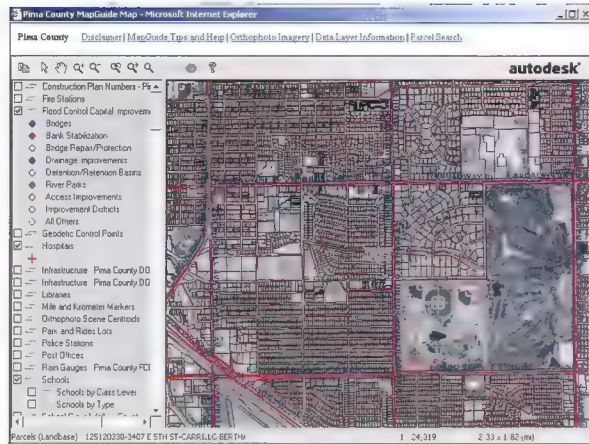 Pima County MapGuide Map - Microsoft Internet Explorer
Pima County Disclaimer | MapGuide Tips and Help | Orthophoto Imagery | Data Layer Information | Parcel Search
autodesk
Construction Plan Numbers - Pi
Fire Stations
Flood Control Capital Improveme
Bridges
Bank Stabilization
Bridge Repair/Protection
Drainage Improvements
Detention/Retention Basins
River Parks
Access Improvements
Improvement Districts
All Others
Geodetic Control Points
Hospitals
Infrastructure Pima County DO
Infrastructure Pima County DO
Libraries
Mile and Kilometer Markers
Orthophoto Scene Centroids
Park and Rides Lots
Police Stations
Post Offices
Rain Gauges Pima County FC
Schools
Schools by Class Level
Schools by Type
Parcels (Landbase) 125120330-3407 E 5TH ST-CARRILLO BERTHA
1 24,319
2.33 x 1.82 (mi)